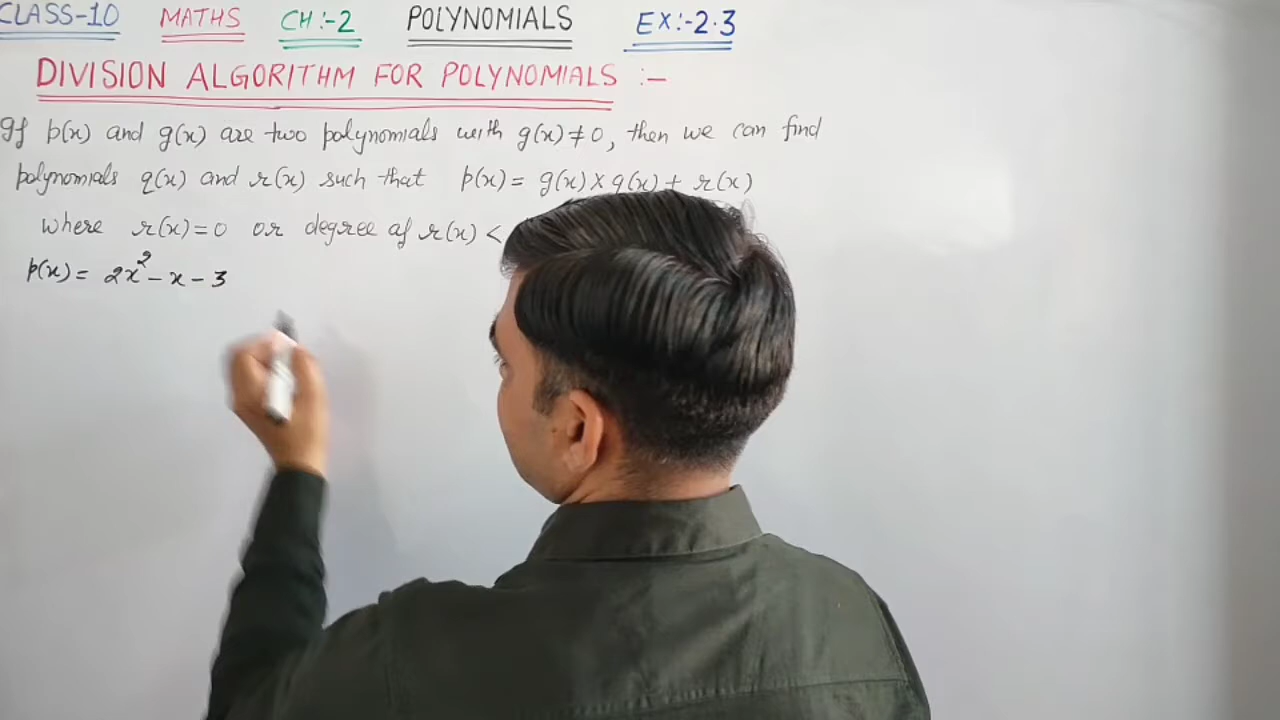 CLASS-10 MATHS CH:-2 POLYNOMIALS EX:-2.3
DIVISION ALGORITHM FOR POLYNOMIALS :-
If p(x) and g(x) are two polynomials with g(x) ≠ 0, then we can find
polynomials q(x) and r(x) such that p(x) = g(x) × q(x) + r(x)
where r(x) = 0 or degree of r(x) <
p(x) = 2x² - x - 3